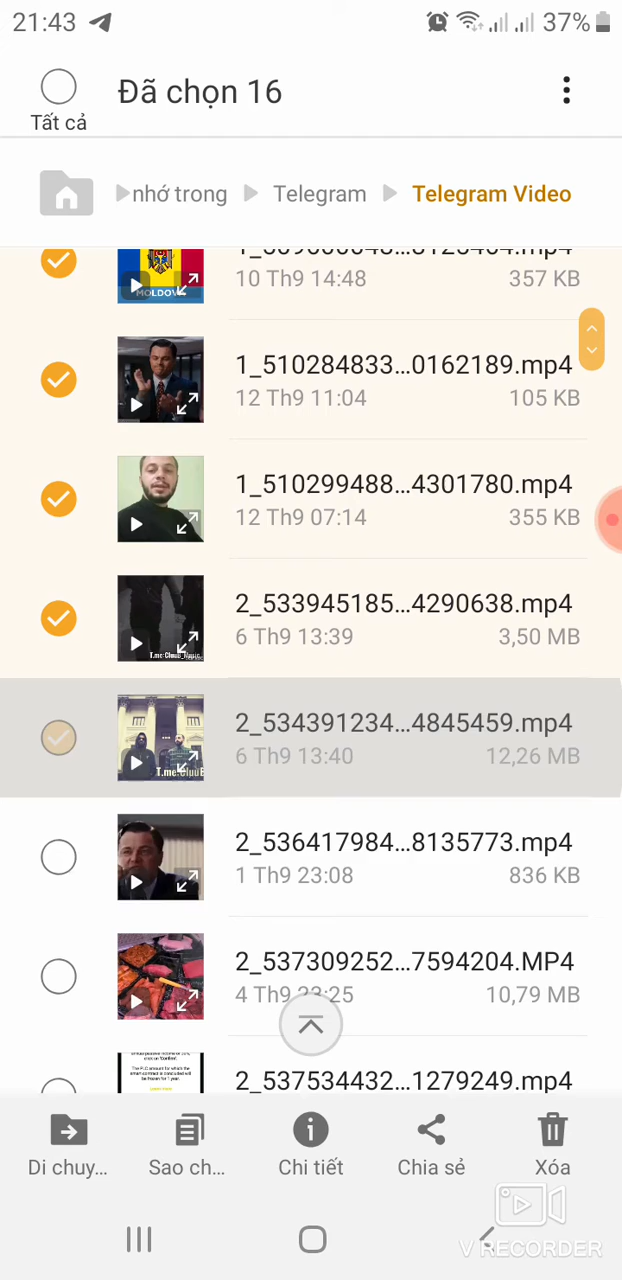 21:43 37%
Đã chọn 16
Tất cả
nhớ trong Telegram Telegram Video
10 Th9 14:48 357 KB
MOLDOV
1_510284833...0162189.mp4
12 Th9 11:04 105 KB
1_510299488...4301780.mp4
12 Th9 07:14 355 KB
2_533945185...4290638.mp4
6 Th9 13:39 3,50 MB
2_534391234...4845459.mp4
6 Th9 13:40 12,26 MB
2_536417984...8135773.mp4
1 Th9 23:08 836 KB
2_537309252...7594204.MP4
4 Th9 23:25 10,79 MB
2_537534432...1279249.mp4
Di chuy... Sao ch... Chi tiết Chia sẻ Xóa
V RECORDER